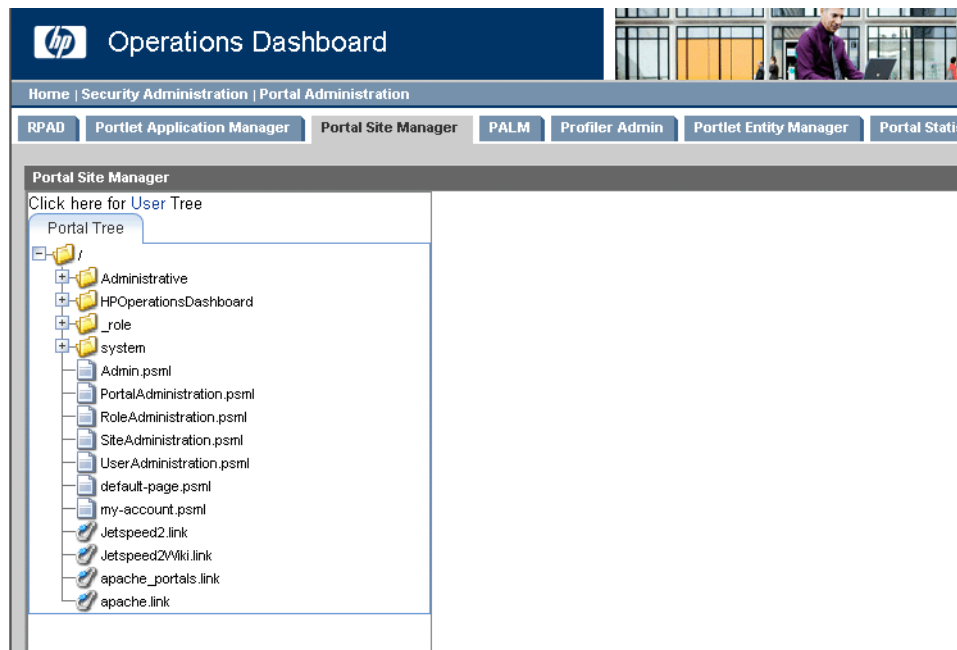 hp Operations Dashboard
Home | Security Administration | Portal Administration
RPAD Portlet Application Manager Portal Site Manager PALM Profiler Admin Portlet Entity Manager Portal Stati
Portal Site Manager
Click here for User Tree
Portal Tree
/
Administrative
HPOperationsDashboard
_role
system
Admin.psml
PortalAdministration.psml
RoleAdministration.psml
SiteAdministration.psml
UserAdministration.psml
default-page.psml
my-account.psml
Jetspeed2.link
Jetspeed2Wiki.link
apache_portals.link
apache.link